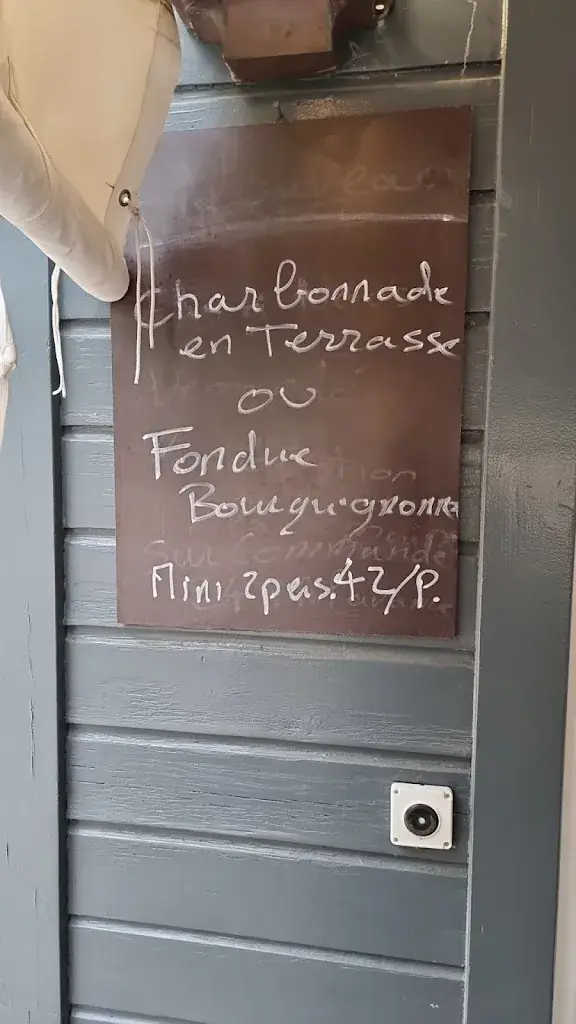 Charbonnade
en Terrasse
ou
Fondue
Bourguignonne
Mini 2pers. 42/P.